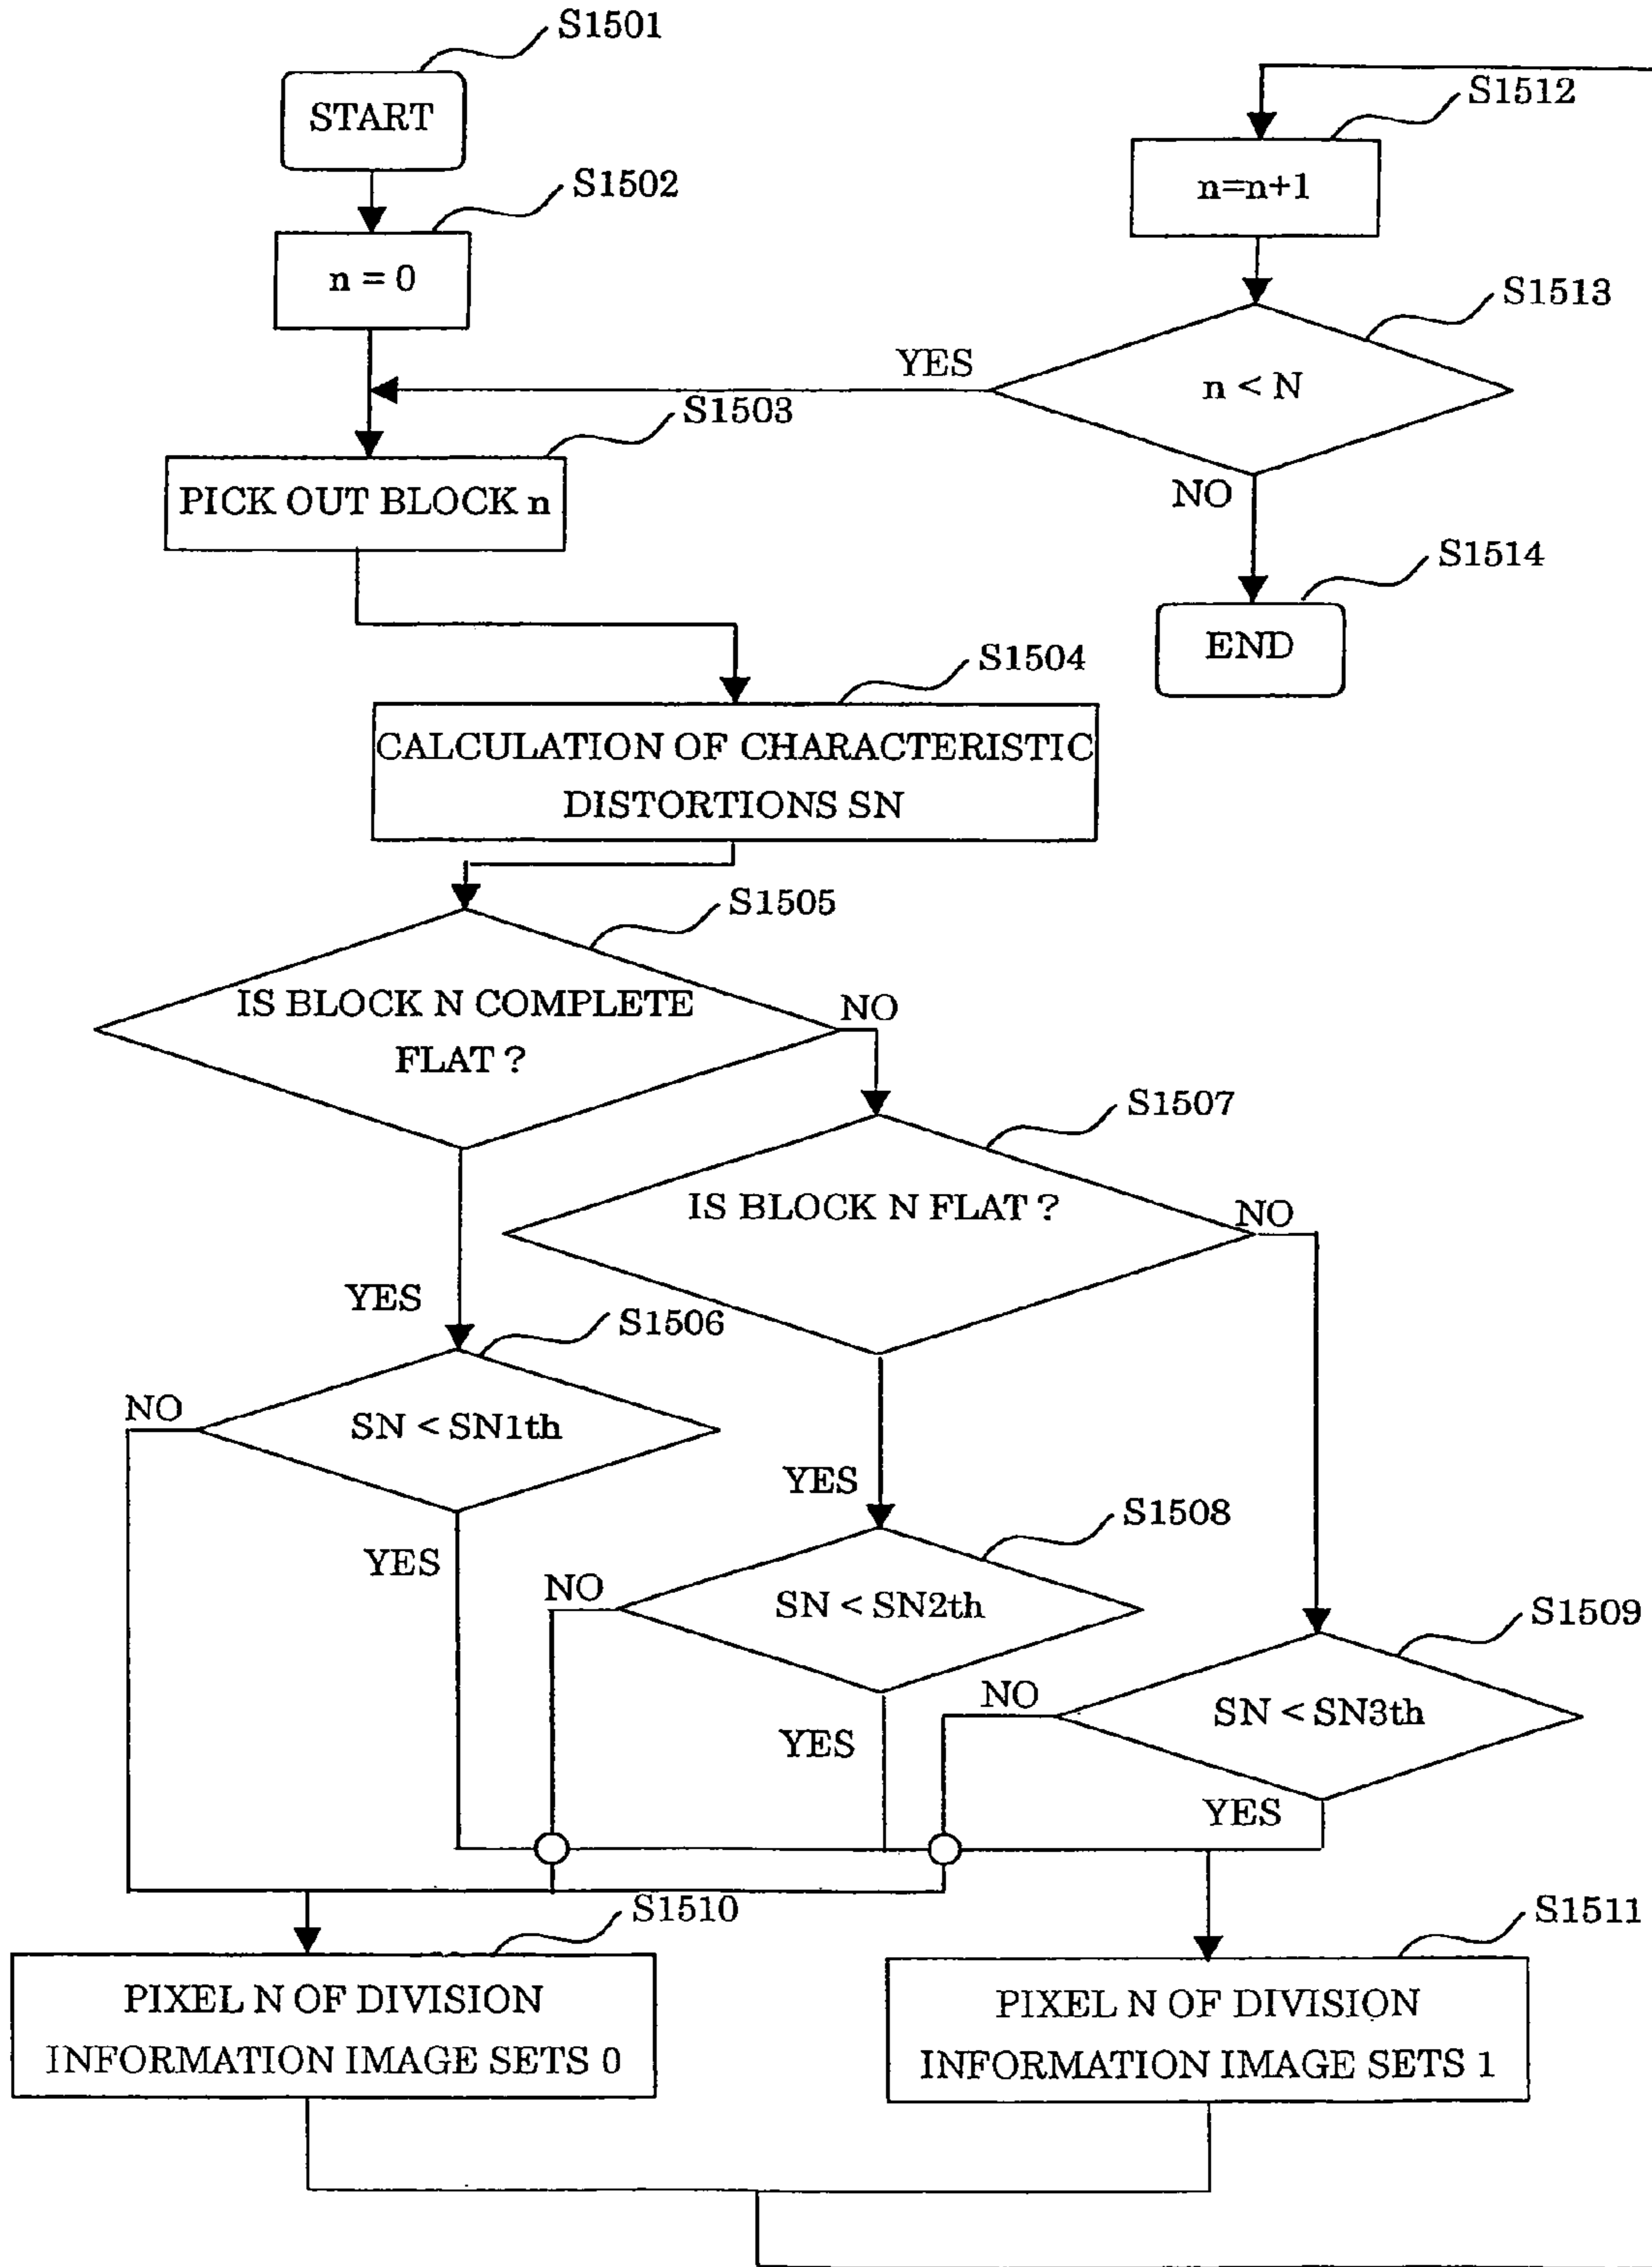 S1501
START
S1502
n = 0
S1503
PICK OUT BLOCK n
S1504
CALCULATION OF CHARACTERISTIC
DISTORTIONS SN
S1505
IS BLOCK N COMPLETE
FLAT ?
NO
YES
S1507
IS BLOCK N FLAT ?
NO
YES
S1506
SN < SN1th
NO
YES
S1508
SN < SN2th
NO
YES
S1509
SN < SN3th
NO
YES
S1510
PIXEL N OF DIVISION
INFORMATION IMAGE SETS 0
S1511
PIXEL N OF DIVISION
INFORMATION IMAGE SETS 1
S1512
n=n+1
S1513
n < N
YES
NO
S1514
END